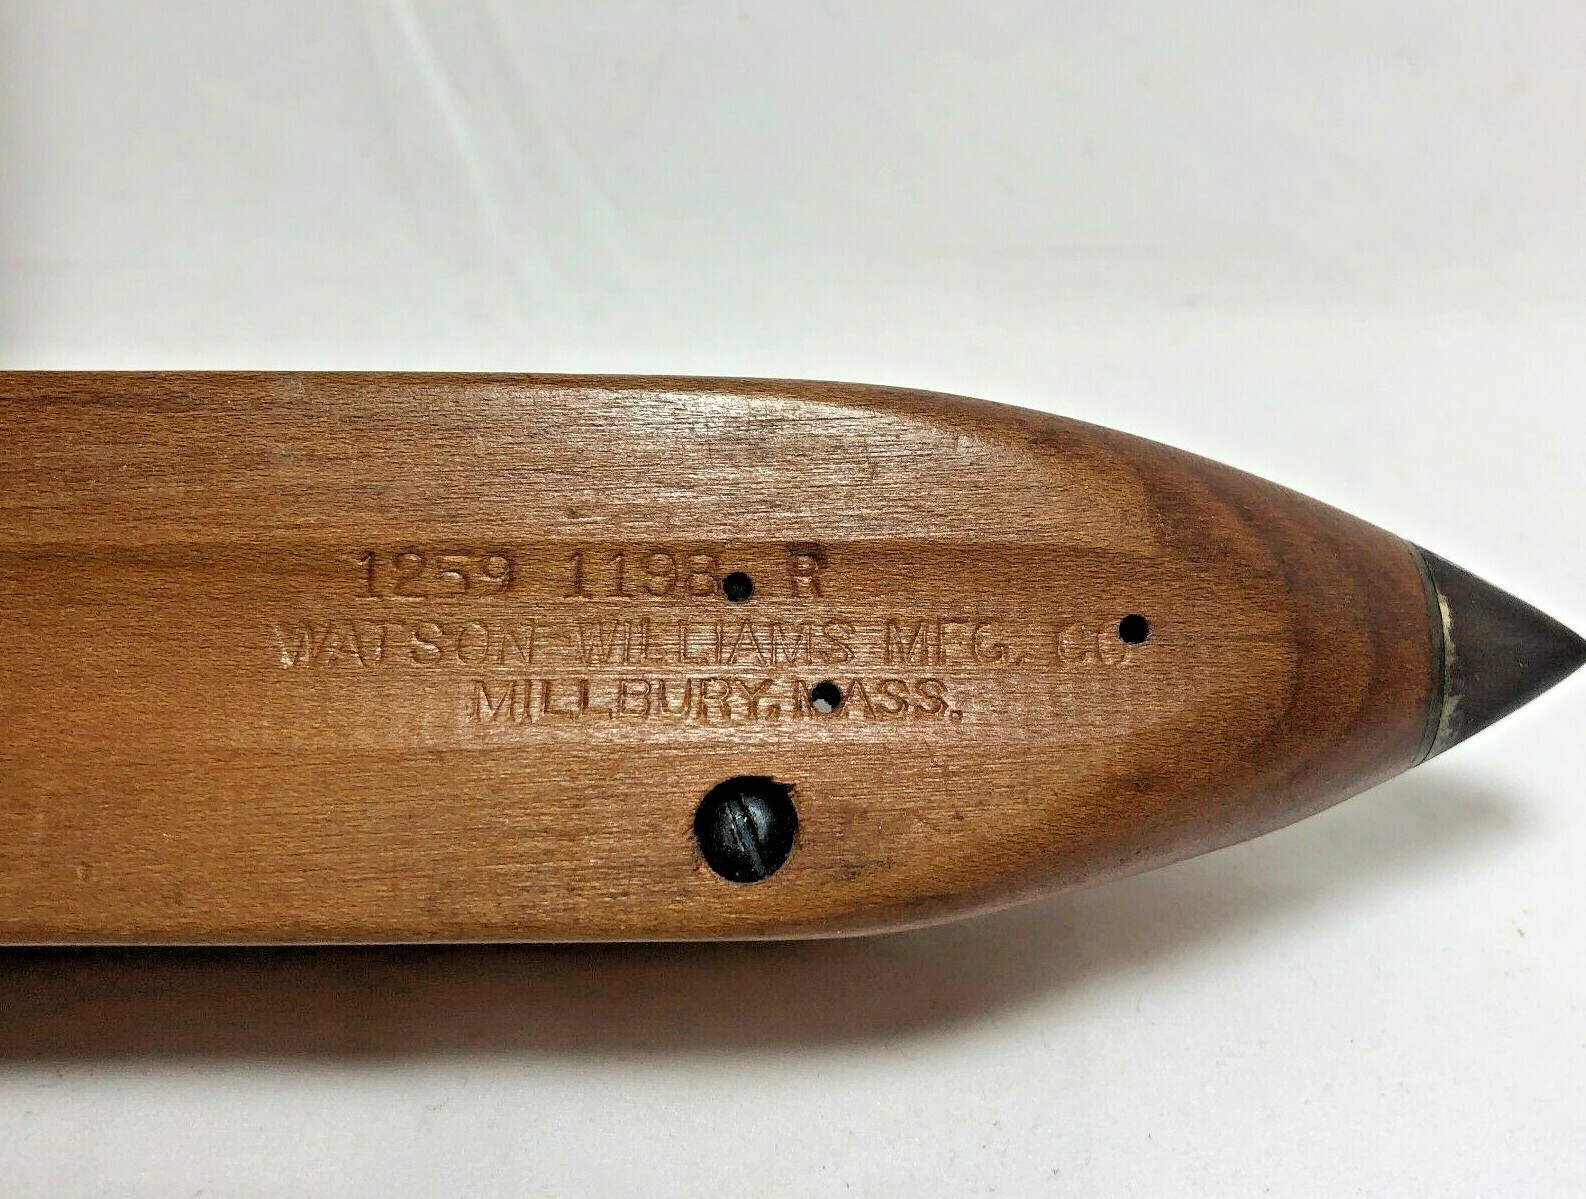 1259 1198 R
WATSON-WILLIAMS MFG. CO
MILLBURY, MASS.